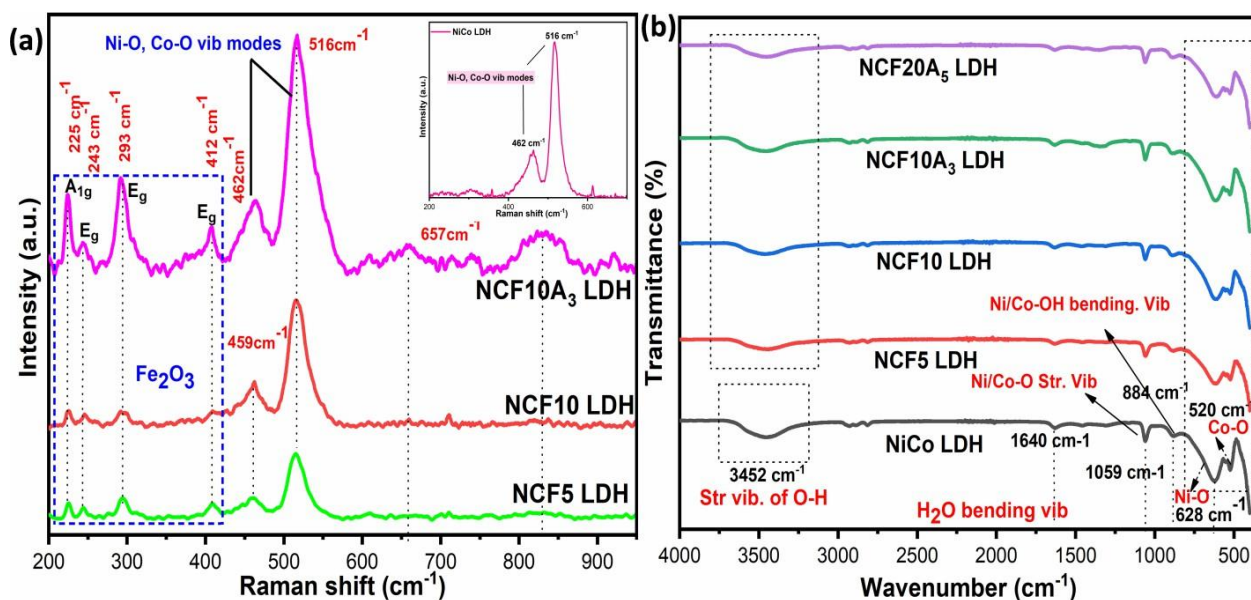 (a)
Ni-O, Co-O vib modes
516cm-1
225 cm-1
243 cm-1
293 cm-1
412 cm-1
462cm-1
A1g
Eg
Eg
Eg
657cm-1
NCF10A3 LDH
459cm-1
Fe2O3
NCF10 LDH
NCF5 LDH
Intensity (a.u.)
200 300 400 500 600 700 800 900
Raman shift (cm-1)
NiCo LDH
516 cm-1
Ni-O, Co-O vib modes
462 cm-1
Intensity (a.u.)
200 400 600
Raman shift (cm-1)
(b)
NCF20A5 LDH
NCF10A3 LDH
NCF10 LDH
Ni/Co-OH bending. Vib
NCF5 LDH
Ni/Co-O Str. Vib
884 cm-1
520 cm-1
Co-O
NiCo LDH
1640 cm-1
1059 cm-1
3452 cm-1
Str vib. of O-H
H2O bending vib
Ni-O
628 cm-1
Transmittance (%)
4000 3500 3000 2500 2000 1500 1000 500
Wavenumber (cm-1)